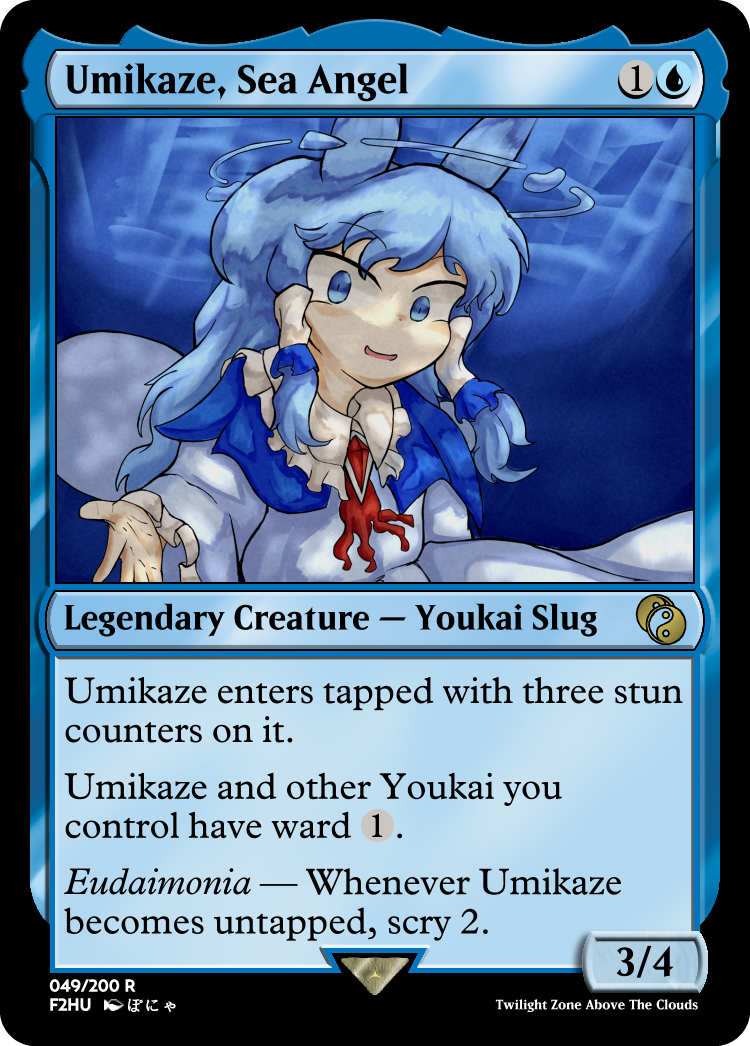 Umikaze, Sea Angel 1
Legendary Creature — Youkai Slug
Umikaze enters tapped with three stun
counters on it.
Umikaze and other Youkai you
control have ward 1.
Eudaimonia — Whenever Umikaze
becomes untapped, scry 2.
3/4
049/200 R
F2HU ぽにゃ
Twilight Zone Above The Clouds